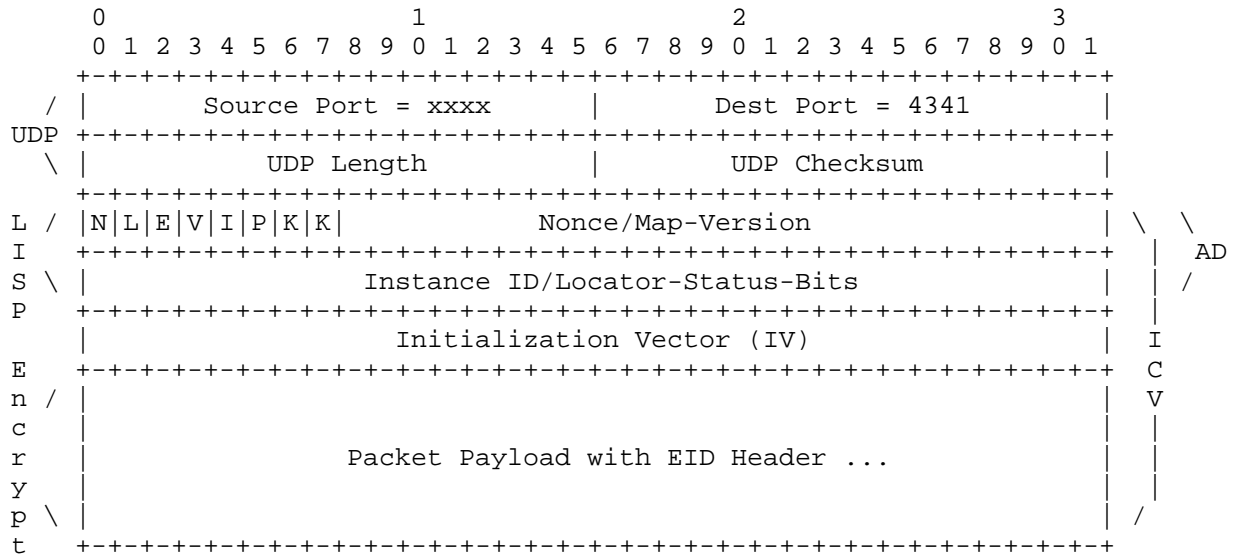 0                   1                   2                   3
      0 1 2 3 4 5 6 7 8 9 0 1 2 3 4 5 6 7 8 9 0 1 2 3 4 5 6 7 8 9 0 1
     +-+-+-+-+-+-+-+-+-+-+-+-+-+-+-+-+-+-+-+-+-+-+-+-+-+-+-+-+-+-+-+-+
   / |       Source Port = xxxx      |       Dest Port = 4341        |
 UDP +-+-+-+-+-+-+-+-+-+-+-+-+-+-+-+-+-+-+-+-+-+-+-+-+-+-+-+-+-+-+-+-+
   \ |           UDP Length          |        UDP Checksum           |
     +-+-+-+-+-+-+-+-+-+-+-+-+-+-+-+-+-+-+-+-+-+-+-+-+-+-+-+-+-+-+-+-+
 L / |N|L|E|V|I|P|K|K|            Nonce/Map-Version                  | \ \
 I   +-+-+-+-+-+-+-+-+-+-+-+-+-+-+-+-+-+-+-+-+-+-+-+-+-+-+-+-+-+-+-+-+  |  AD
 S \ |                 Instance ID/Locator-Status-Bits               |  | /
 P   +-+-+-+-+-+-+-+-+-+-+-+-+-+-+-+-+-+-+-+-+-+-+-+-+-+-+-+-+-+-+-+-+  |
     |                   Initialization Vector (IV)                  |  I
 E   +-+-+-+-+-+-+-+-+-+-+-+-+-+-+-+-+-+-+-+-+-+-+-+-+-+-+-+-+-+-+-+-+  C
 n / |                                                               |  V
 c   |                                                               |  |
 r   |                Packet Payload with EID Header ...             |  |
 y   |                                                               |  |
 p \ |                                                               | /
 t   +-+-+-+-+-+-+-+-+-+-+-+-+-+-+-+-+-+-+-+-+-+-+-+-+-+-+-+-+-+-+-+-+